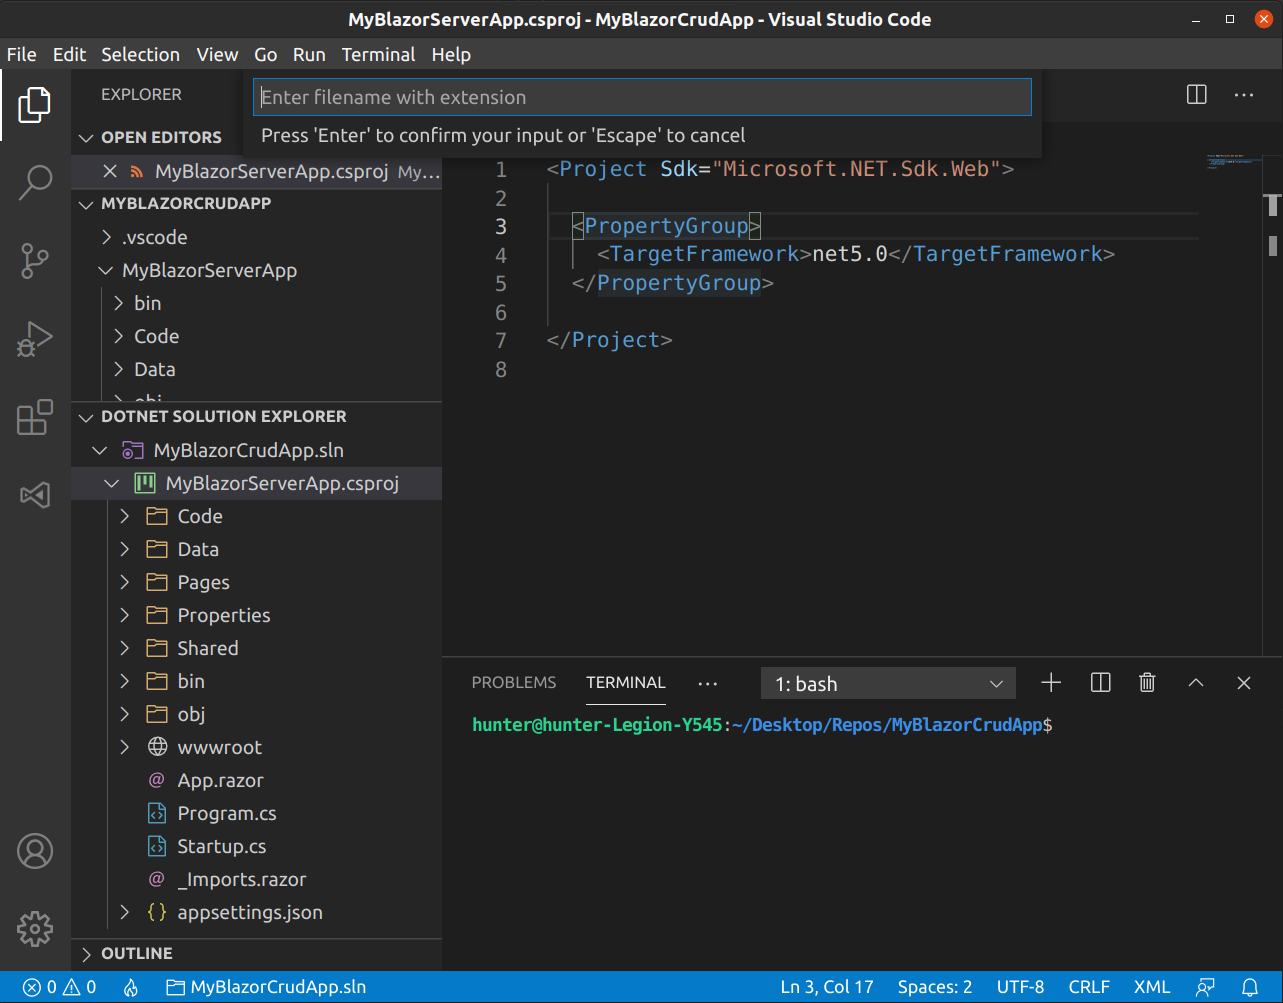 MyBlazorServerApp.csproj - MyBlazorCrudApp - Visual Studio Code
File Edit Selection View Go Run Terminal Help
EXPLORER
Enter filename with extension
Press 'Enter' to confirm your input or 'Escape' to cancel
OPEN EDITORS
MyBlazorServerApp.csproj My...
MYBLAZORCRUDAPP
.vscode
MyBlazorServerApp
bin
Code
Data
obj
DOTNET SOLUTION EXPLORER
MyBlazorCrudApp.sln
MyBlazorServerApp.csproj
Code
Data
Pages
Properties
Shared
bin
obj
wwwroot
App.razor
Program.cs
Startup.cs
_Imports.razor
appsettings.json
OUTLINE
1 <Project Sdk="Microsoft.NET.Sdk.Web">
2
3 <PropertyGroup>
4 <TargetFramework>net5.0</TargetFramework>
5 </PropertyGroup>
6
7 </Project>
8
PROBLEMS TERMINAL ... 1: bash
hunter@hunter-Legion-Y545:~/Desktop/Repos/MyBlazorCrudApp$
0 0 MyBlazorCrudApp.sln Ln 3, Col 17 Spaces: 2 UTF-8 CRLF XML